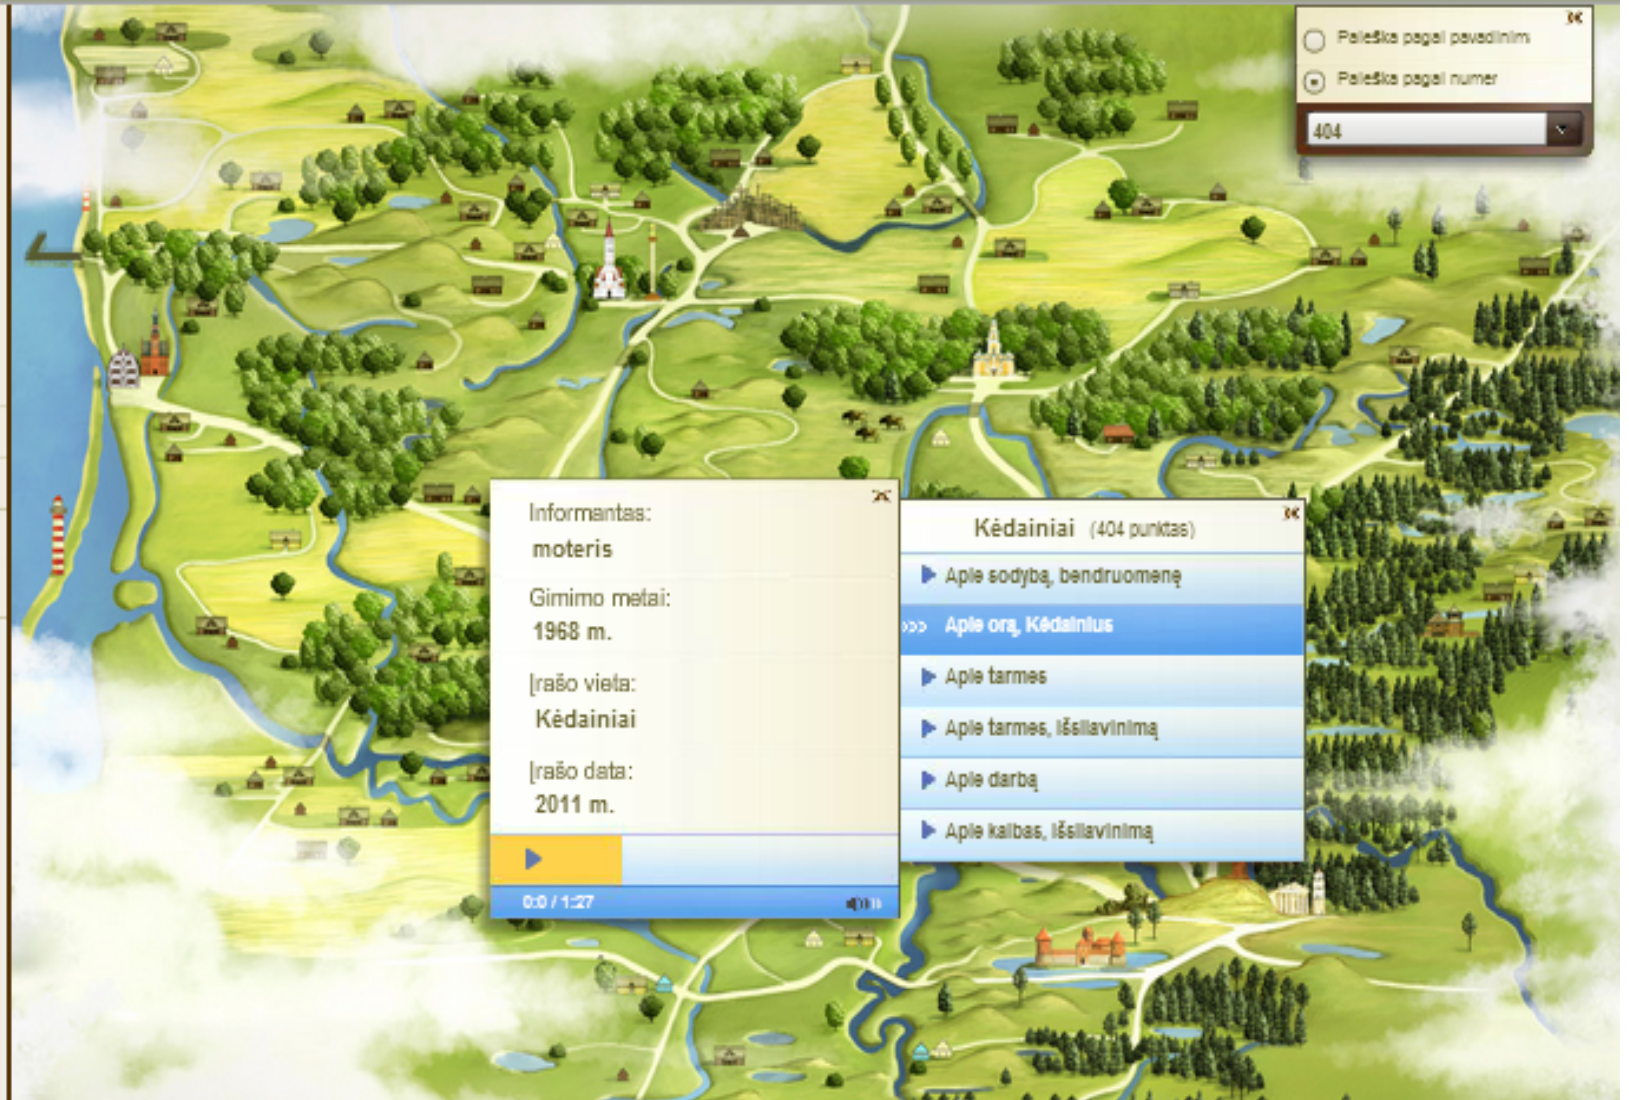 Paieška pagal pavadinim
Paieška pagal numer
404
Informantas:
moteris
Gimimo metai:
1968 m.
Įrašo vieta:
Kėdainiai
Įrašo data:
2011 m.
0:0 / 1:27
Kėdainiai (404 punktas)
Apie sodybą, bendruomenę
>>> Apie orą, Kėdainius
Apie tarmes
Apie tarmes, išsilavinimą
Apie darbą
Apie kalbas, išsilavinimą